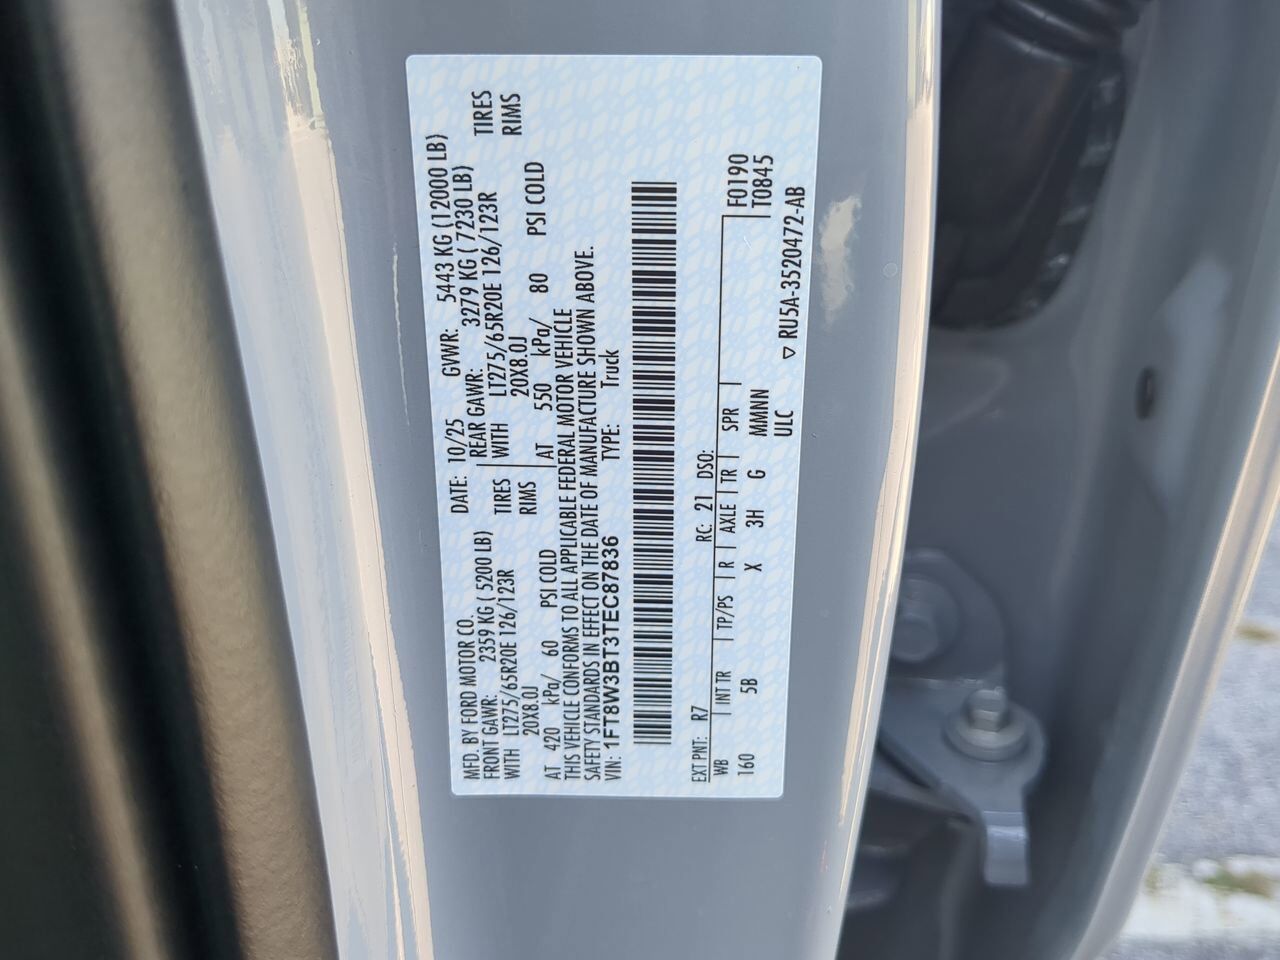 MFD. BY FORD MOTOR CO. DATE: 10/25 GVWR: 5443 KG (12000 LB)
FRONT GAWR: 2359 KG ( 5200 LB) REAR GAWR: 3279 KG ( 7230 LB)
WITH LT275/65R20E 126/123R TIRES WITH LT275/65R20E 126/123R TIRES
20X8.0J RIMS 20X8.0J RIMS
AT 420 kPa/ 60 PSI COLD AT 550 kPa/ 80 PSI COLD
THIS VEHICLE CONFORMS TO ALL APPLICABLE FEDERAL MOTOR VEHICLE
SAFETY STANDARDS IN EFFECT ON THE DATE OF MANUFACTURE SHOWN ABOVE.
VIN: 1FT8W3BT3TEC87836 TYPE: Truck
EXT PNT: R7 RC: 21 DSO: F0190
WB INT TR TP/PS R AXLE TR SPR T0845
160 5B X 3H G MMNN
ULC ▽ RU5A-3520472-AB